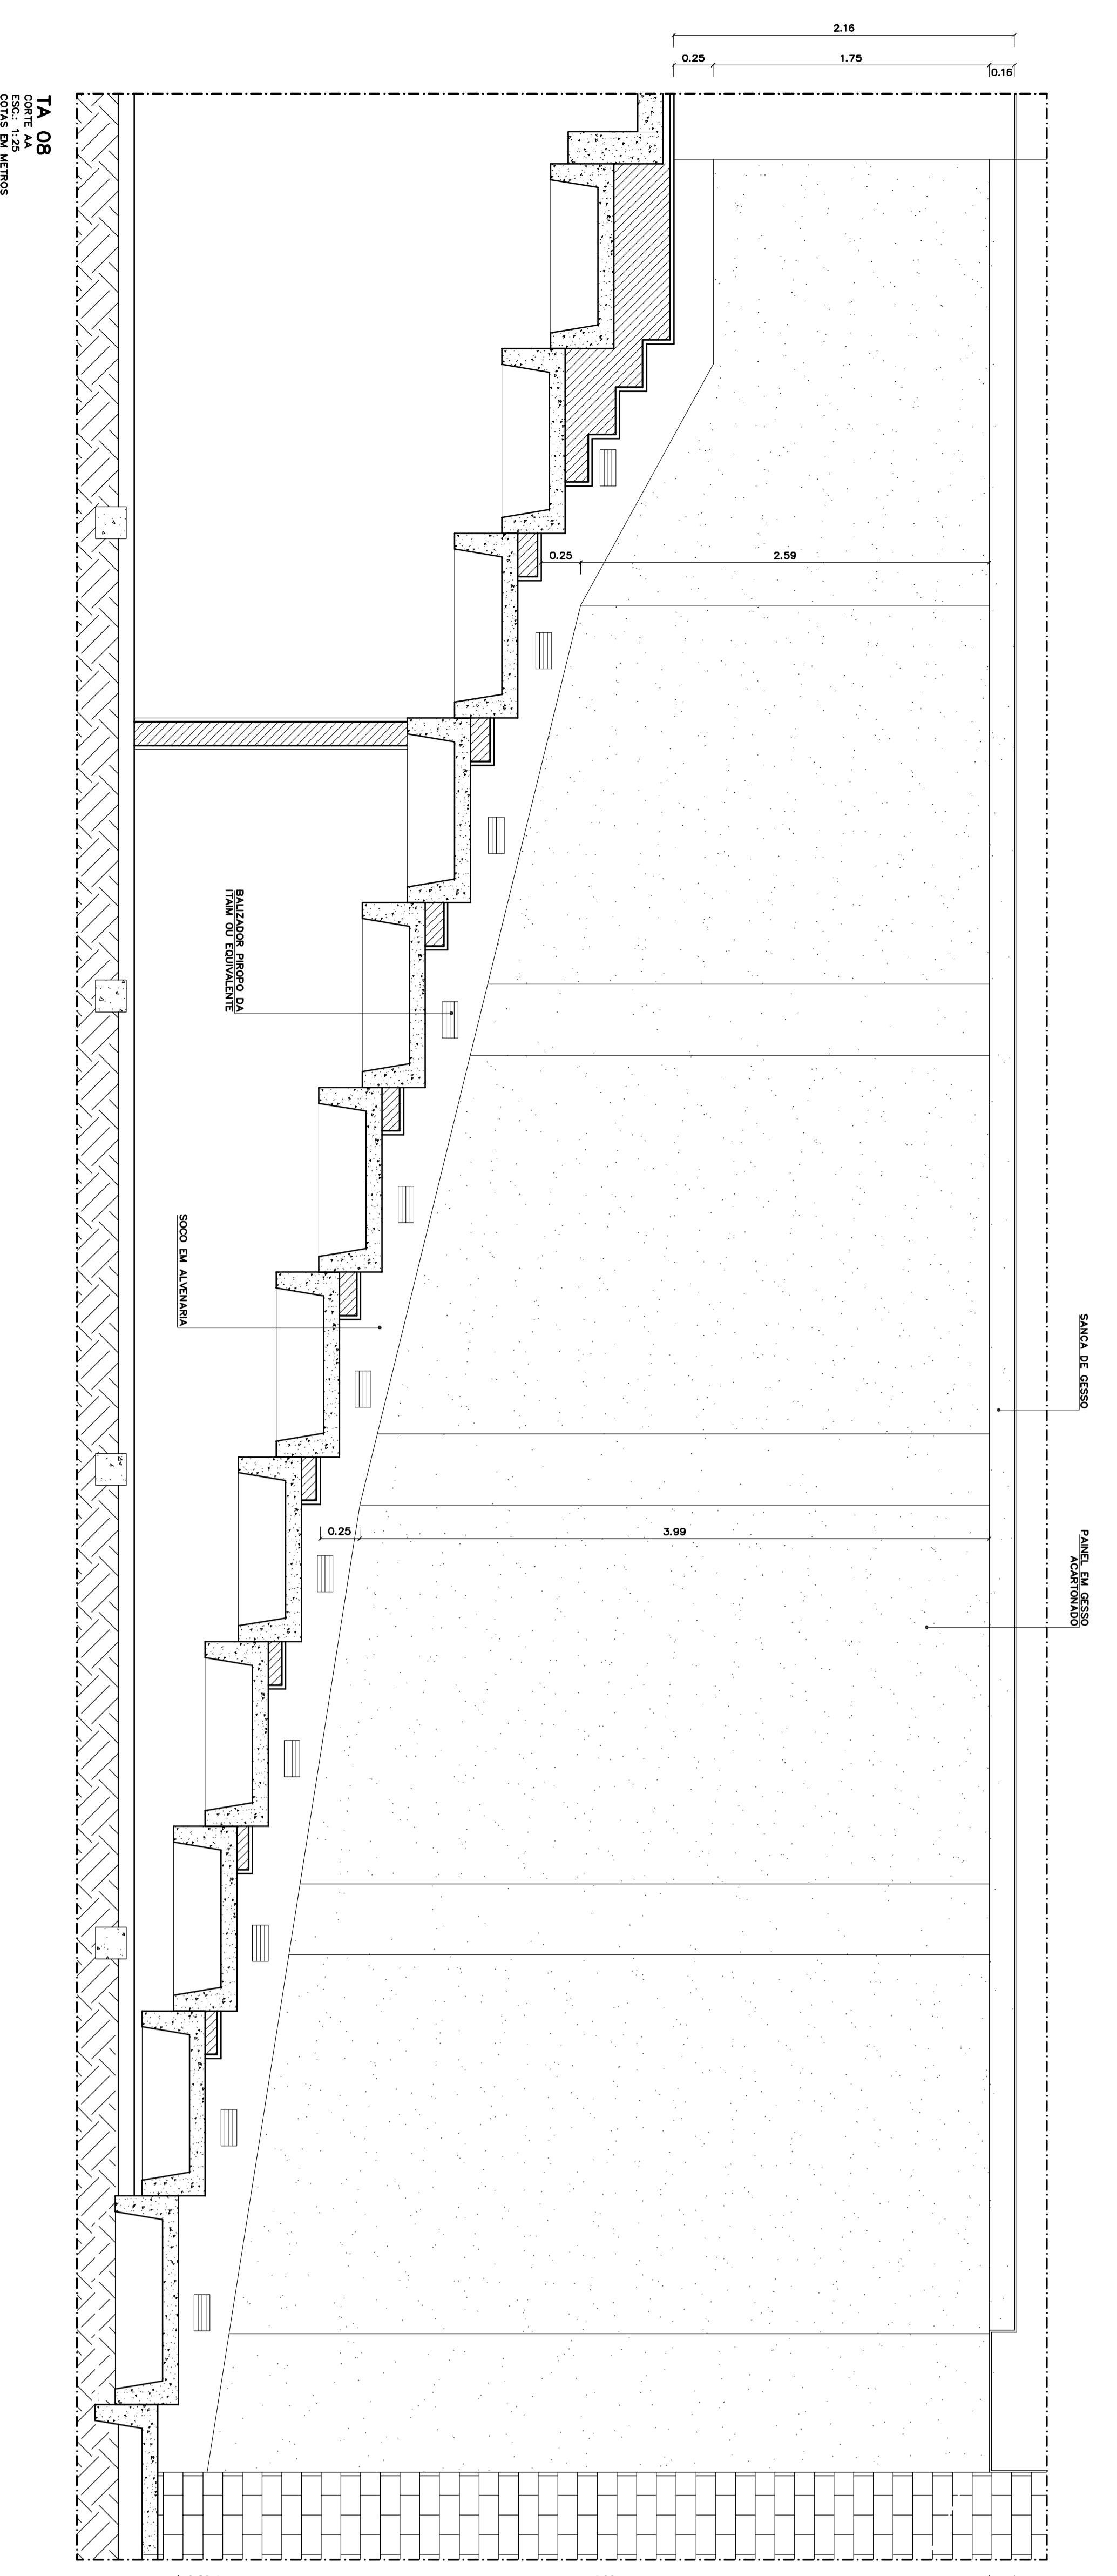 2.16
0.25
1.75
0.16
SANCA DE GESSO
PAINEL EM GESSO
ACARTONADO
0.25
2.59
0.25
3.99
BALIZADOR PIROPO DA
ITAIM OU EQUIVALENTE
SOCO EM ALVENARIA
TA 08
CORTE AA
ESC.: 1:25
COTAS EM METROS